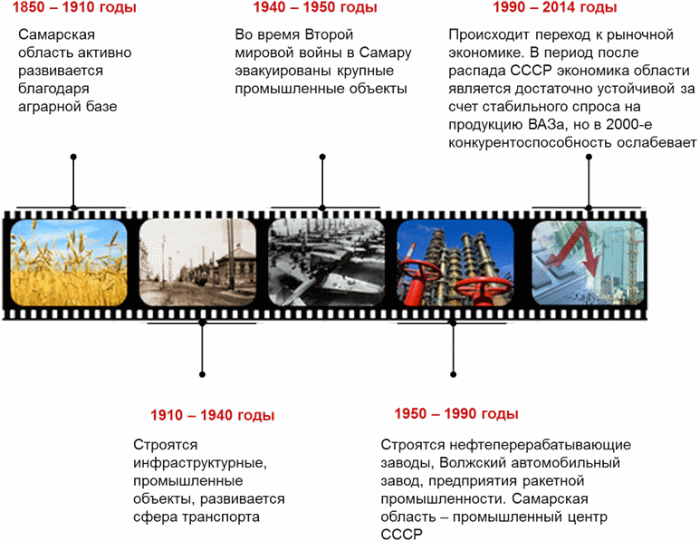 1850 – 1910 годы
Самарская
область активно
развивается
благодаря
аграрной базе
1940 – 1950 годы
Во время Второй
мировой войны в Самару
эвакуированы крупные
промышленные объекты
1990 – 2014 годы
Происходит переход к рыночной
экономике. В период после
распада СССР экономика области
является достаточно устойчивой за
счет стабильного спроса на
продукцию ВАЗа, но в 2000-е
конкурентоспособность ослабевает
1910 – 1940 годы
Строятся
инфраструктурные,
промышленные
объекты, развивается
сфера транспорта
1950 – 1990 годы
Строятся нефтеперерабатывающие
заводы, Волжский автомобильный
завод, предприятия ракетной
промышленности. Самарская
область – промышленный центр
СССР